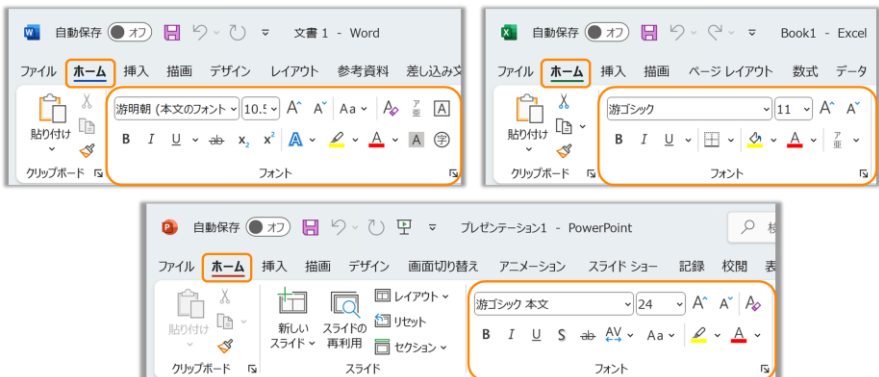 自動保存 オフ 文書 1 - Word
ファイル ホーム 挿入 描画 デザイン レイアウト 参考資料 差し込み文
游明朝 (本文のフォント 10.5 A A Aa A ア亜 A
貼り付け
B I U ab x₂ x² A A A 字
クリップボード フォント
自動保存 オフ Book1 - Excel
ファイル ホーム 挿入 描画 ページ レイアウト 数式 データ
游ゴシック 11 A A
貼り付け
B I U A ア亜
クリップボード フォント
自動保存 オフ プレゼンテーション1 - PowerPoint
ファイル ホーム 挿入 描画 デザイン 画面切り替え アニメーション スライド ショー 記録 校閲 表
レイアウト
游ゴシック 本文 24 A A A
貼り付け 新しい スライドの リセット
スライド 再利用 セクション
B I U S ab AV Aa A
クリップボード スライド フォント